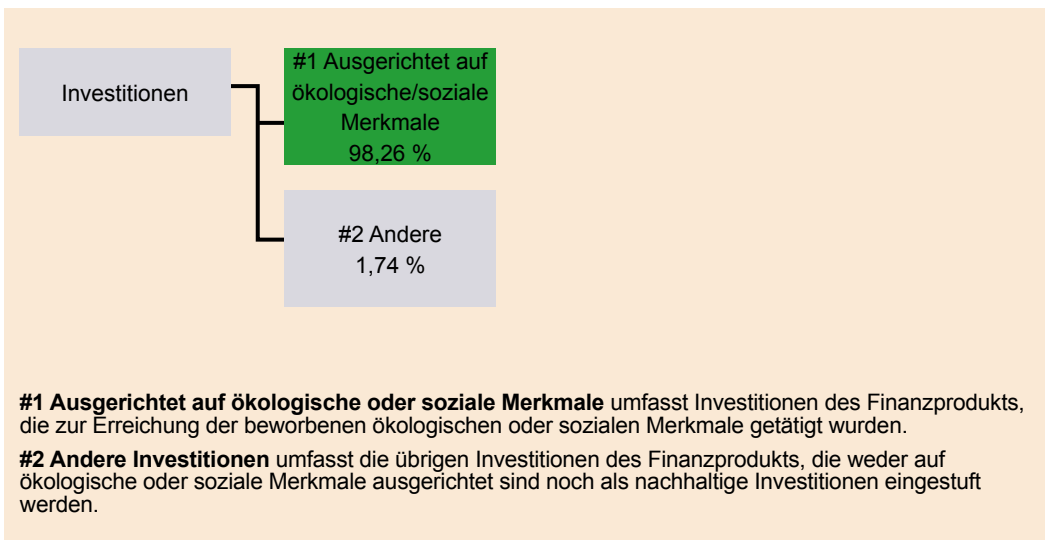 Investitionen
#1 Ausgerichtet auf
ökologische/soziale
Merkmale
98,26 %
#2 Andere
1,74 %
#1 Ausgerichtet auf ökologische oder soziale Merkmale umfasst Investitionen des Finanzprodukts,
die zur Erreichung der beworbenen ökologischen oder sozialen Merkmale getätigt wurden.
#2 Andere Investitionen umfasst die übrigen Investitionen des Finanzprodukts, die weder auf
ökologische oder soziale Merkmale ausgerichtet sind noch als nachhaltige Investitionen eingestuft
werden.